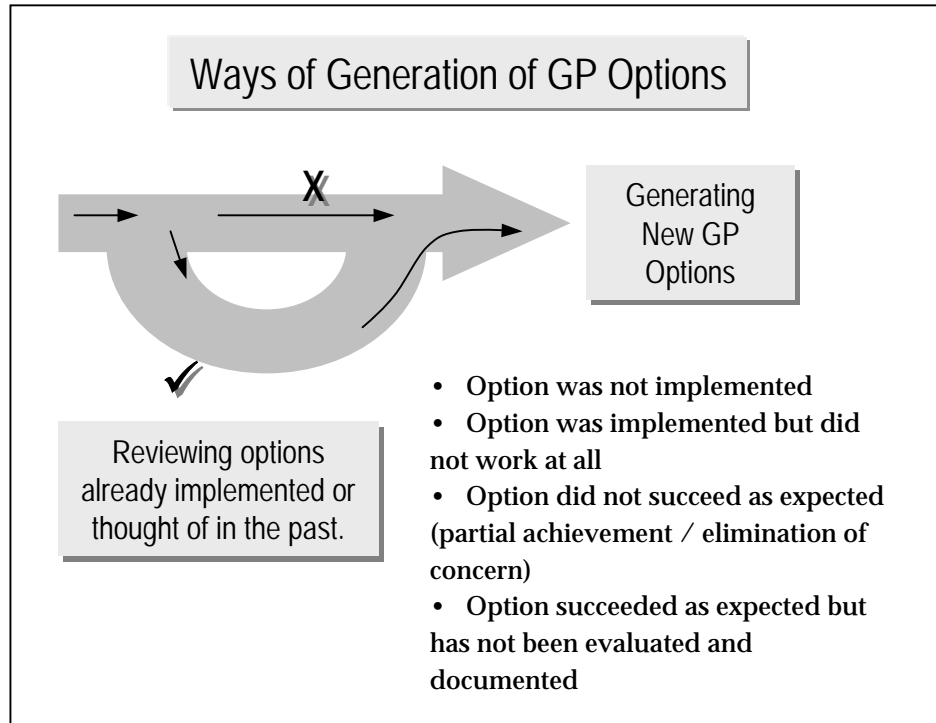 Ways of Generation of GP Options
X
Generating
New GP
Options
✓
Reviewing options
already implemented or
thought of in the past.
• Option was not implemented
• Option was implemented but did
not work at all
• Option did not succeed as expected
(partial achievement / elimination of
concern)
• Option succeeded as expected but
has not been evaluated and
documented